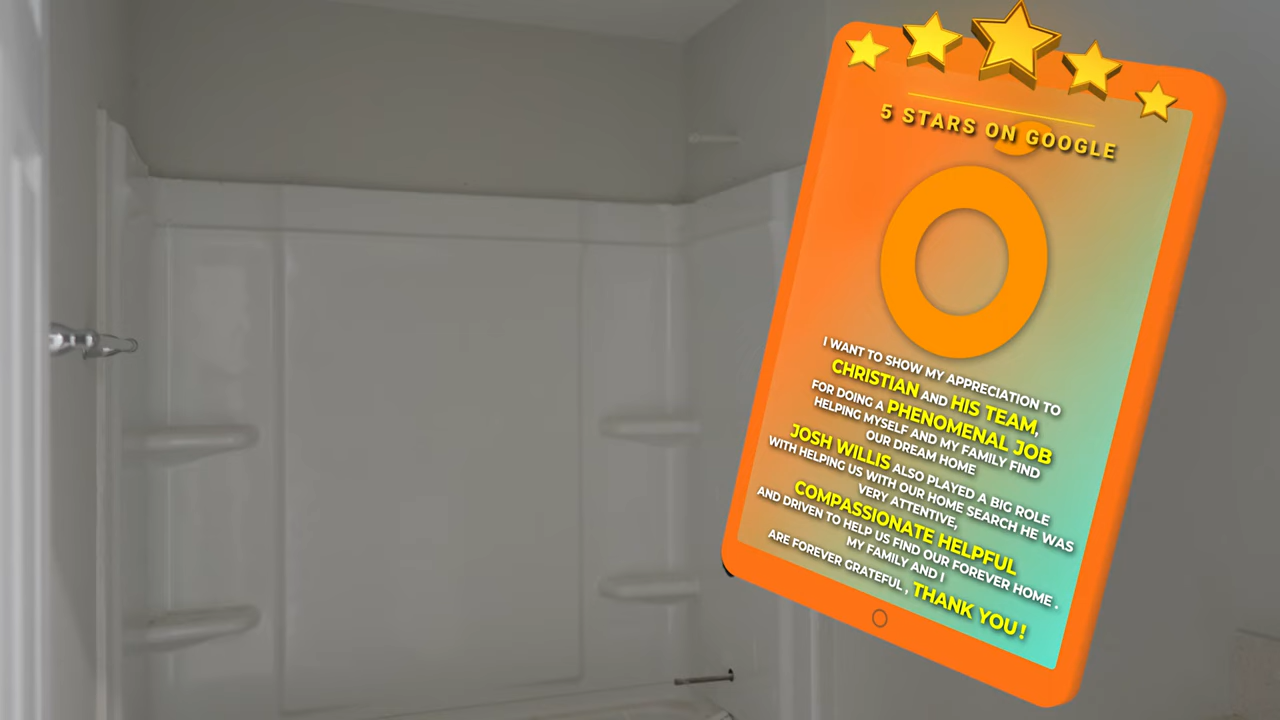 5 STARS ON GOOGLE
I WANT TO SHOW MY APPRECIATION TO
CHRISTIAN AND HIS TEAM,
FOR DOING A PHENOMENAL JOB
HELPING MYSELF AND MY FAMILY FIND
OUR DREAM HOME
JOSH WILLIS ALSO PLAYED A BIG ROLE
WITH HELPING US WITH OUR HOME SEARCH HE WAS
VERY ATTENTIVE,
COMPASSIONATE HELPFUL
AND DRIVEN TO HELP US FIND OUR FOREVER HOME .
MY FAMILY AND I
ARE FOREVER GRATEFUL , THANK YOU !